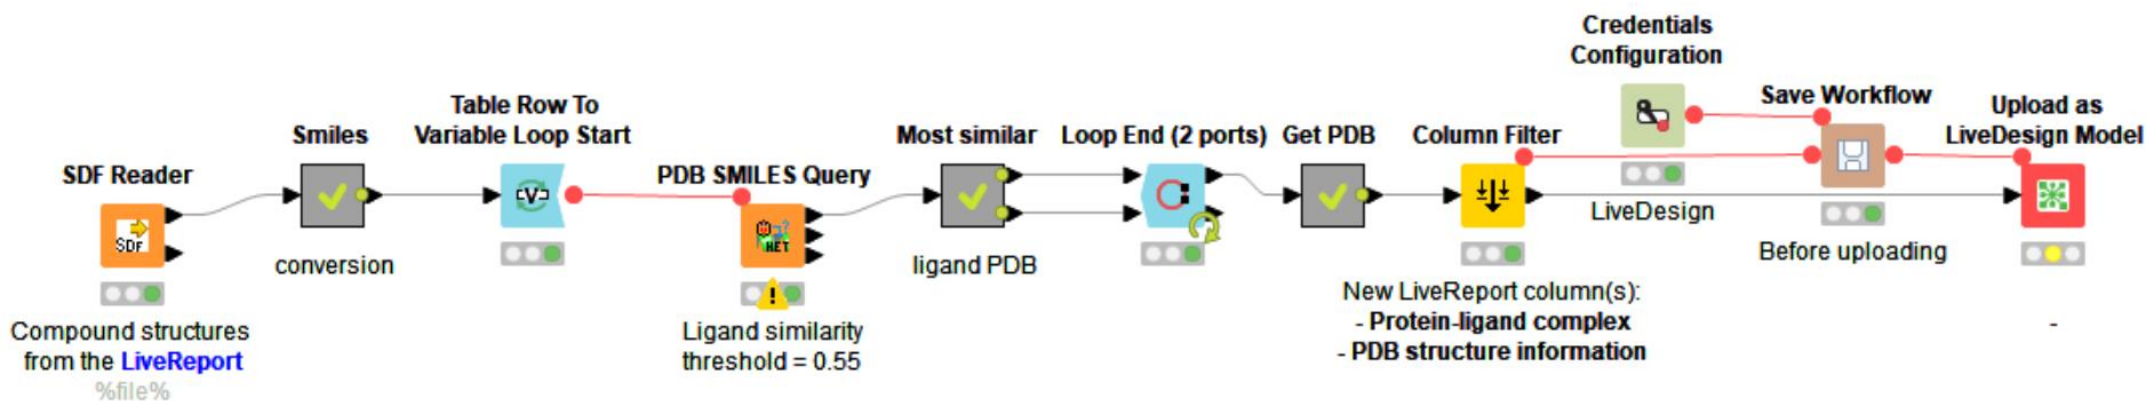 SDF Reader
SDF
Compound structures
from the LiveReport
%file%
Smiles
conversion
Table Row To
Variable Loop Start
V
PDB SMILES Query
?
HET
!
Ligand similarity
threshold = 0.55
Most similar
ligand PDB
Loop End (2 ports)
Get PDB
Column Filter
New LiveReport column(s):
- Protein-ligand complex
- PDB structure information
Credentials
Configuration
LiveDesign
Save Workflow
Before uploading
Upload as
LiveDesign Model
-